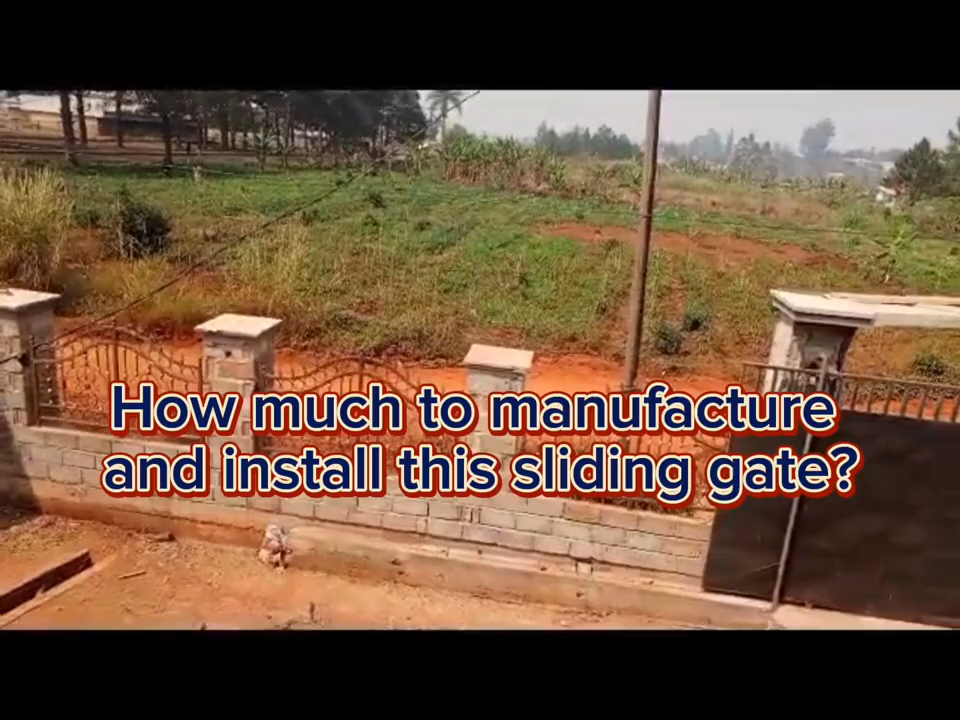 How much to manufacture
and install this sliding gate?